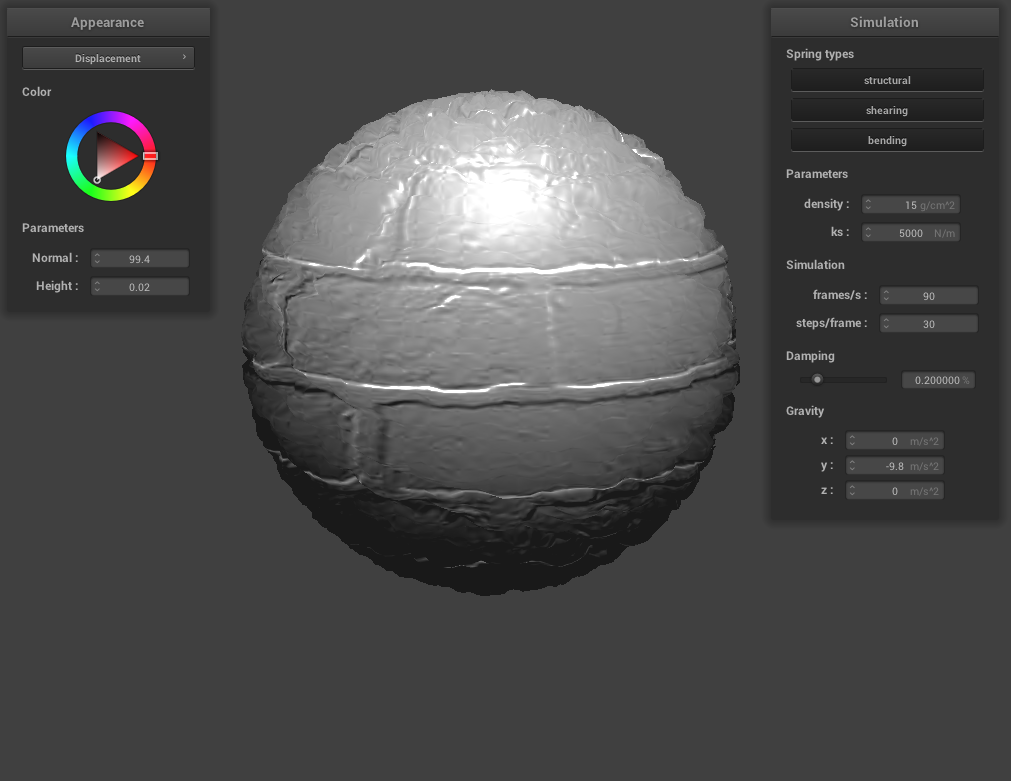 Appearance
Displacement ›
Color
Parameters
Normal : 99.4
Height : 0.02
Simulation
Spring types
structural
shearing
bending
Parameters
density : 15 g/cm^2
ks : 5000 N/m
Simulation
frames/s : 90
steps/frame : 30
Damping
0.200000 %
Gravity
x : 0 m/s^2
y : -9.8 m/s^2
z : 0 m/s^2